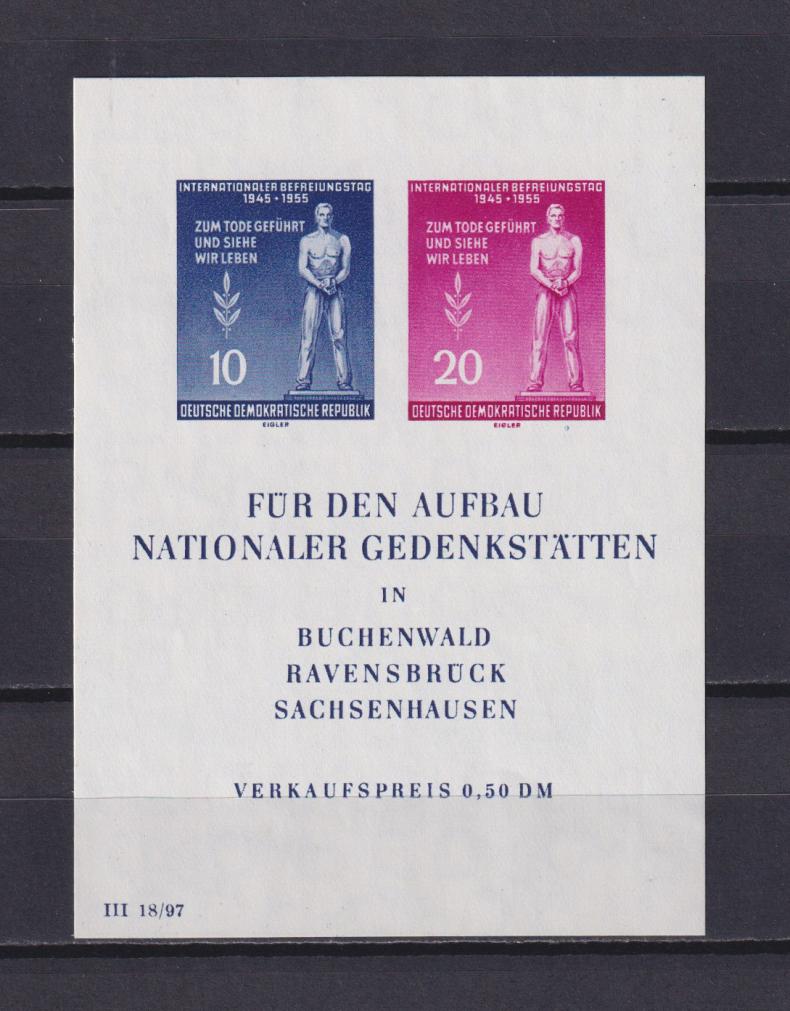 INTERNATIONALER BEFREIUNGSTAG
1945 • 1955
ZUM TODE GEFÜHRT
UND SIEHE
WIR LEBEN
10
DEUTSCHE DEMOKRATISCHE REPUBLIK
EIGLER
INTERNATIONALER BEFREIUNGSTAG
1945 • 1955
ZUM TODE GEFÜHRT
UND SIEHE
WIR LEBEN
20
DEUTSCHE DEMOKRATISCHE REPUBLIK
EIGLER
FÜR DEN AUFBAU
NATIONALER GEDENKSTÄTTEN
IN
BUCHENWALD
RAVENSBRÜCK
SACHSENHAUSEN
VERKAUFSPREIS 0,50 DM
III 18/97